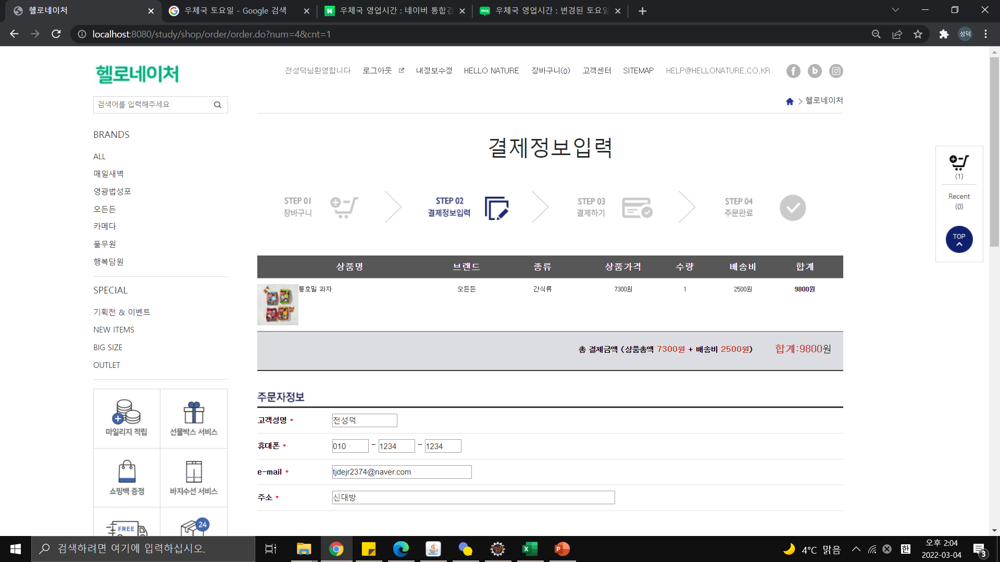 헬로네이처
우체국 토요일 - Google 검색
우체국 영업시간 : 네이버 통합검
우체국 영업시간 : 변경된 토요일
localhost:8080/study/shop/order/order.do?num=4&cnt=1
성덕
헬로네이처
전성덕님환영합니다 로그아웃 내정보수정 HELLO NATURE 장바구니(0) 고객센터 SITEMAP HELP@HELLONATURE.CO.KR
검색어를 입력해주세요
> 헬로네이처
BRANDS
ALL
매일새벽
영광법성포
오든든
카메다
풀무원
행복담원
SPECIAL
기획전 & 이벤트
NEW ITEMS
BIG SIZE
OUTLET
마일리지 적립
선물박스 서비스
쇼핑백 증정
바지수선 서비스
FREE
24
결제정보입력
STEP 01
장바구니
STEP 02
결제정보입력
STEP 03
결제하기
STEP 04
주문완료
상품명 브랜드 종류 상품가격 수량 배송비 합계
통호밀 과자 오든든 간식류 7300원 1 2500원 9800원
총 결제금액 (상품총액 7300원 + 배송비 2500원) 합계:9800원
주문자정보
고객성명 * 전성덕
휴대폰 * 010 - 1234 - 1234
e-mail * tjdejr2374@naver.com
주소 * 신대방
(1)
Recent
(0)
TOP
검색하려면 여기에 입력하십시오.
4°C 맑음
한
오후 2:04
2022-03-04
3